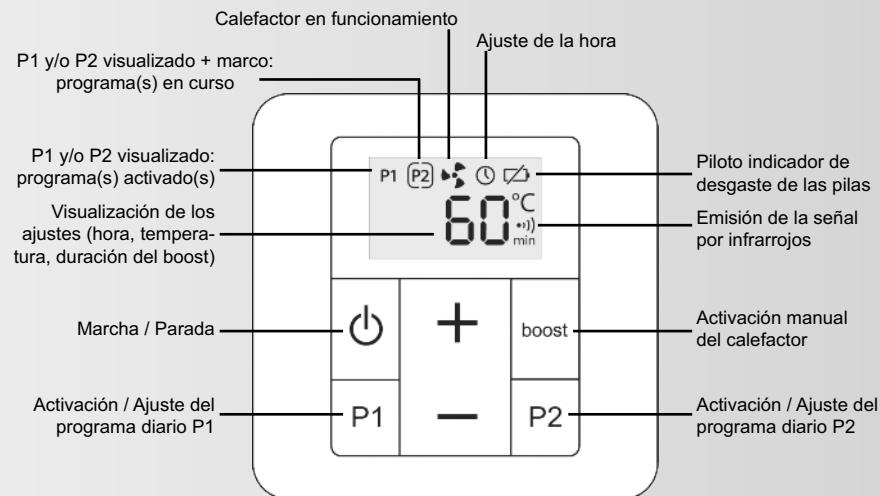 Calefactor en funcionamiento
Ajuste de la hora
P1 y/o P2 visualizado + marco:
programa(s) en curso
P1 y/o P2 visualizado:
programa(s) activado(s)
Visualización de los
ajustes (hora, tempera-
tura, duración del boost)
Marcha / Parada
Activación / Ajuste del
programa diario P1
P1 P2
60 °C
min
boost
P1
P2
Piloto indicador de
desgaste de las pilas
Emisión de la señal
por infrarrojos
Activación manual
del calefactor
Activación / Ajuste del
programa diario P2